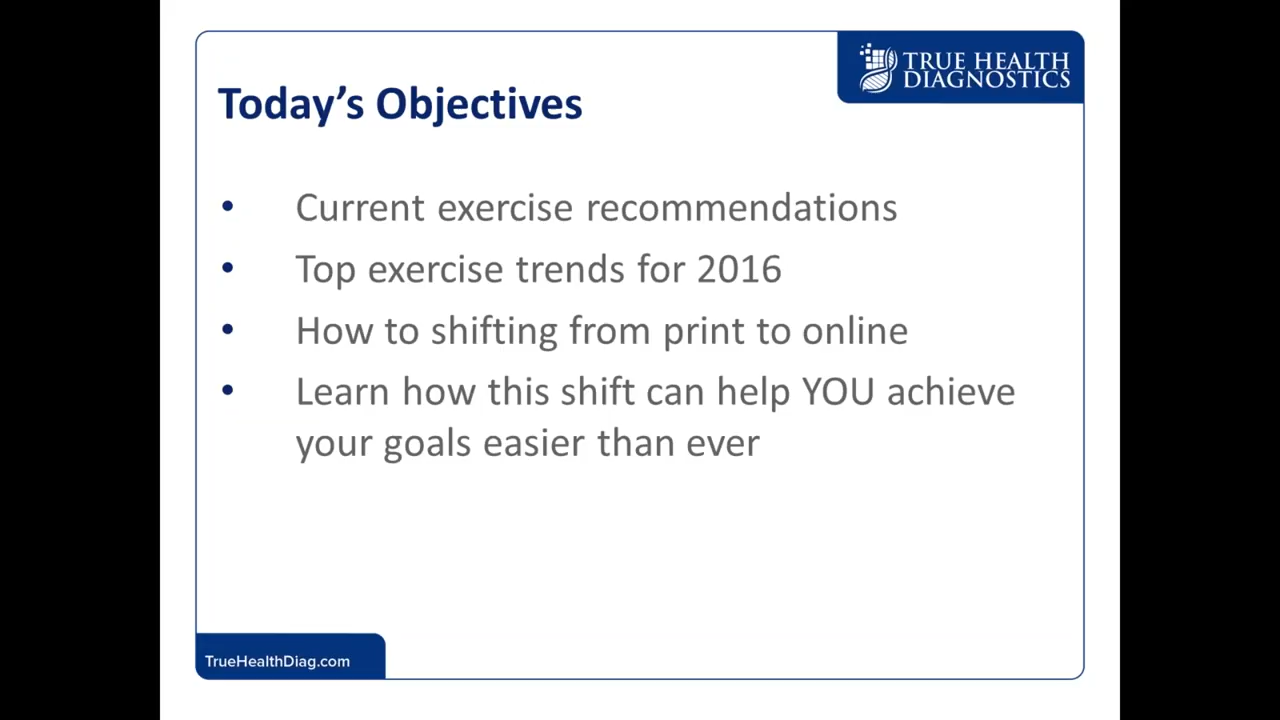 TRUE HEALTH
DIAGNOSTICS
Today's Objectives
• Current exercise recommendations
• Top exercise trends for 2016
• How to shifting from print to online
• Learn how this shift can help YOU achieve
your goals easier than ever
TrueHealthDiag.com